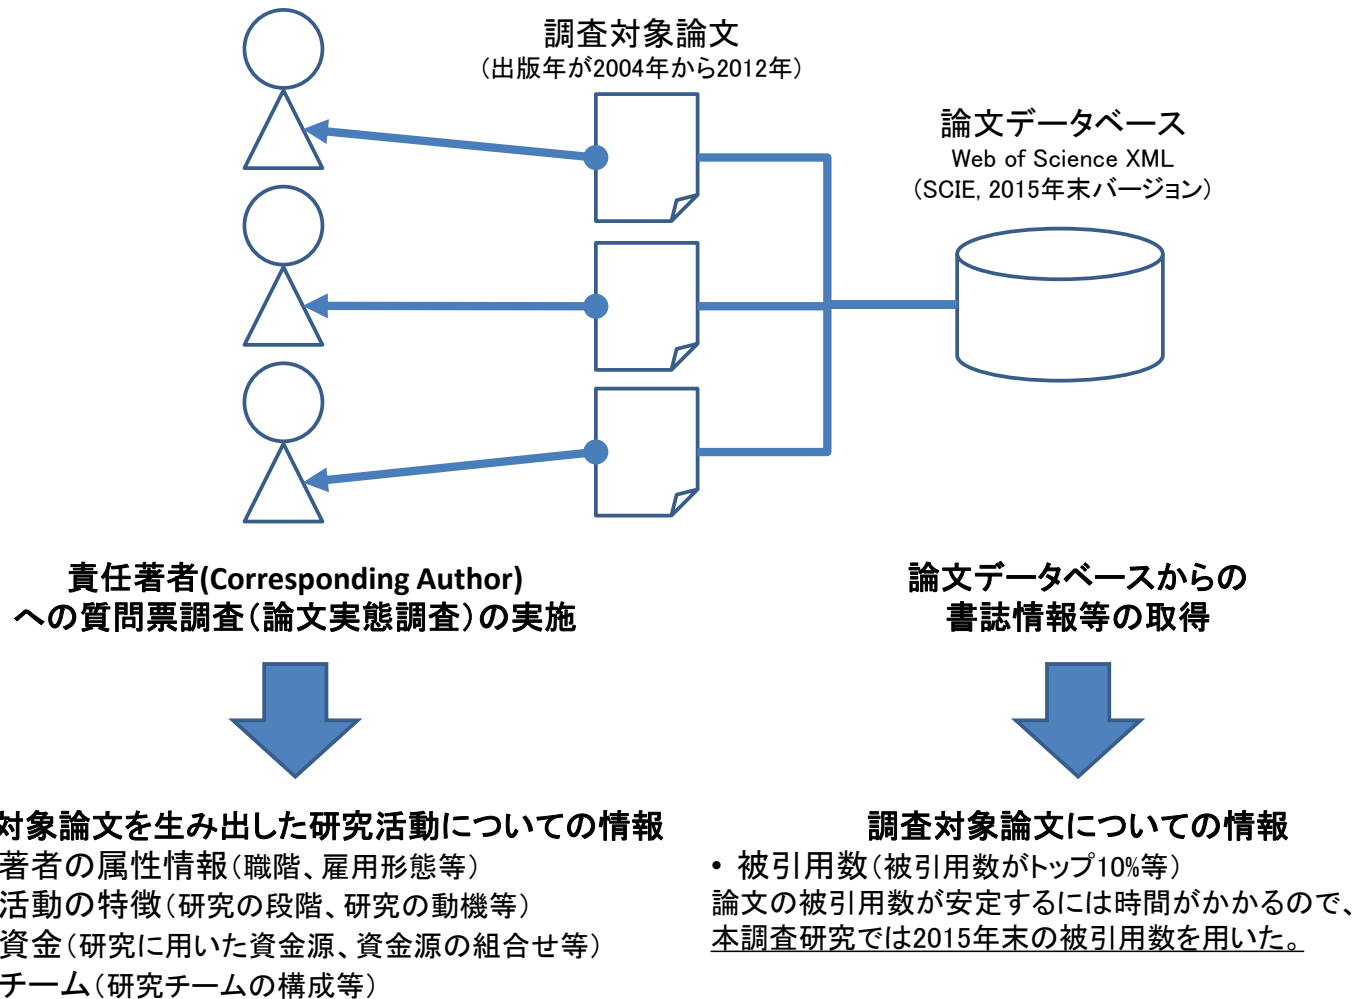 調査対象論文
（出版年が2004年から2012年）
論文データベース
Web of Science XML
（SCIE, 2015年末バージョン）
責任著者(Corresponding Author)
への質問票調査（論文実態調査）の実施
論文データベースからの
書誌情報等の取得
対象論文を生み出した研究活動についての情報
著者の属性情報（職階、雇用形態等）
活動の特徴（研究の段階、研究の動機等）
資金（研究に用いた資金源、資金源の組合せ等）
チーム（研究チームの構成等）
調査対象論文についての情報
• 被引用数（被引用数がトップ10%等）
論文の被引用数が安定するには時間がかかるので、
本調査研究では2015年末の被引用数を用いた。